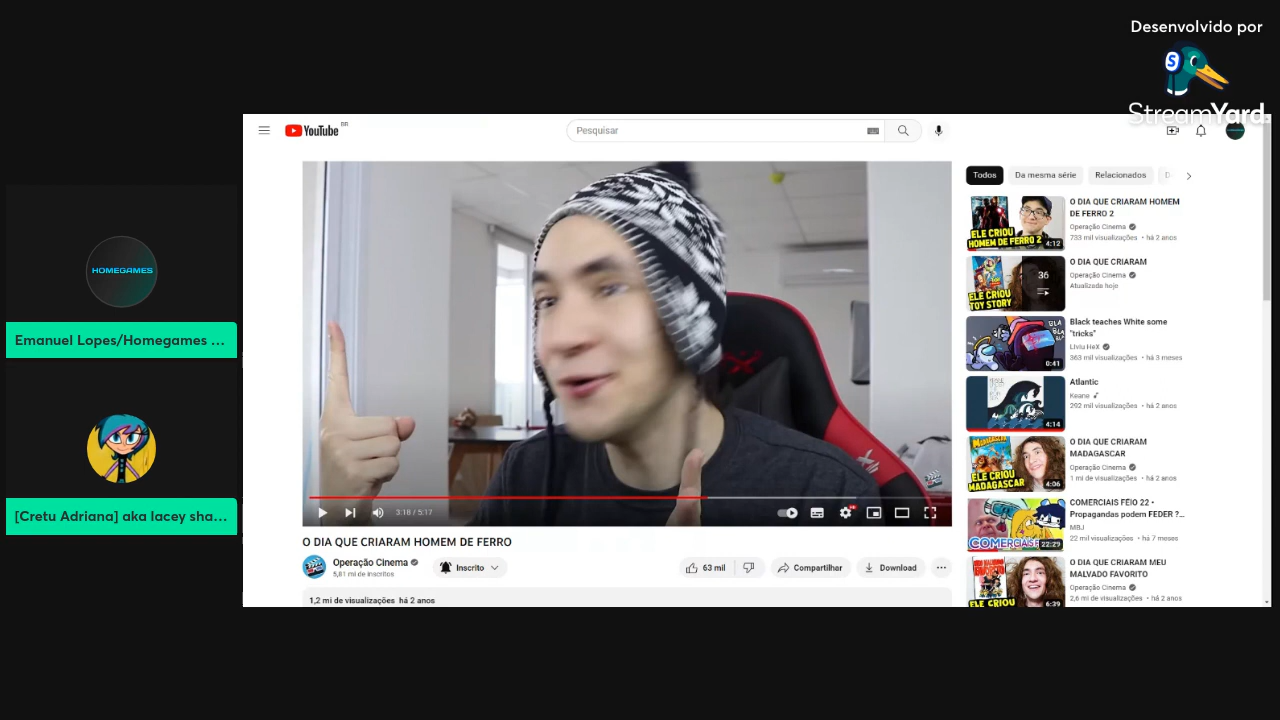 Desenvolvido por
StreamYard.
YouTube BR
Pesquisar
HOMEGAMES
Emanuel Lopes/Homegames ...
[Cretu Adriana] aka lacey sha...
3:18 / 5:17
O DIA QUE CRIARAM HOMEM DE FERRO
Operação Cinema
5,81 mi de inscritos
Inscrito
63 mil
Compartilhar
Download
1,2 mi de visualizações há 2 anos
Todos
Da mesma série
Relacionados
ELE CRIOU
HOMEM DE FERRO 2
4:12
O DIA QUE CRIARAM HOMEM
DE FERRO 2
Operação Cinema
733 mil visualizações • há 2 anos
ELE CRIOU
TOY STORY
36
O DIA QUE CRIARAM
Operação Cinema
Atualizada hoje
BLA
BLA
0:41
Black teaches White some
"tricks"
Liviu HeX
363 mil visualizações • há 3 meses
4:14
Atlantic
Keane
292 mil visualizações • há 2 anos
MADAGASCAR
ELE CRIOU
MADAGASCAR
4:06
O DIA QUE CRIARAM
MADAGASCAR
Operação Cinema
1 mi de visualizações • há 2 anos
COMERCIAIS
22:29
COMERCIAIS FEIO 22 •
Propagandas podem FEDER ?...
MBJ
22 mil visualizações • há 7 meses
ELE CRIOU
6:39
O DIA QUE CRIARAM MEU
MALVADO FAVORITO
Operação Cinema
2,6 mi de visualizações • há 2 anos